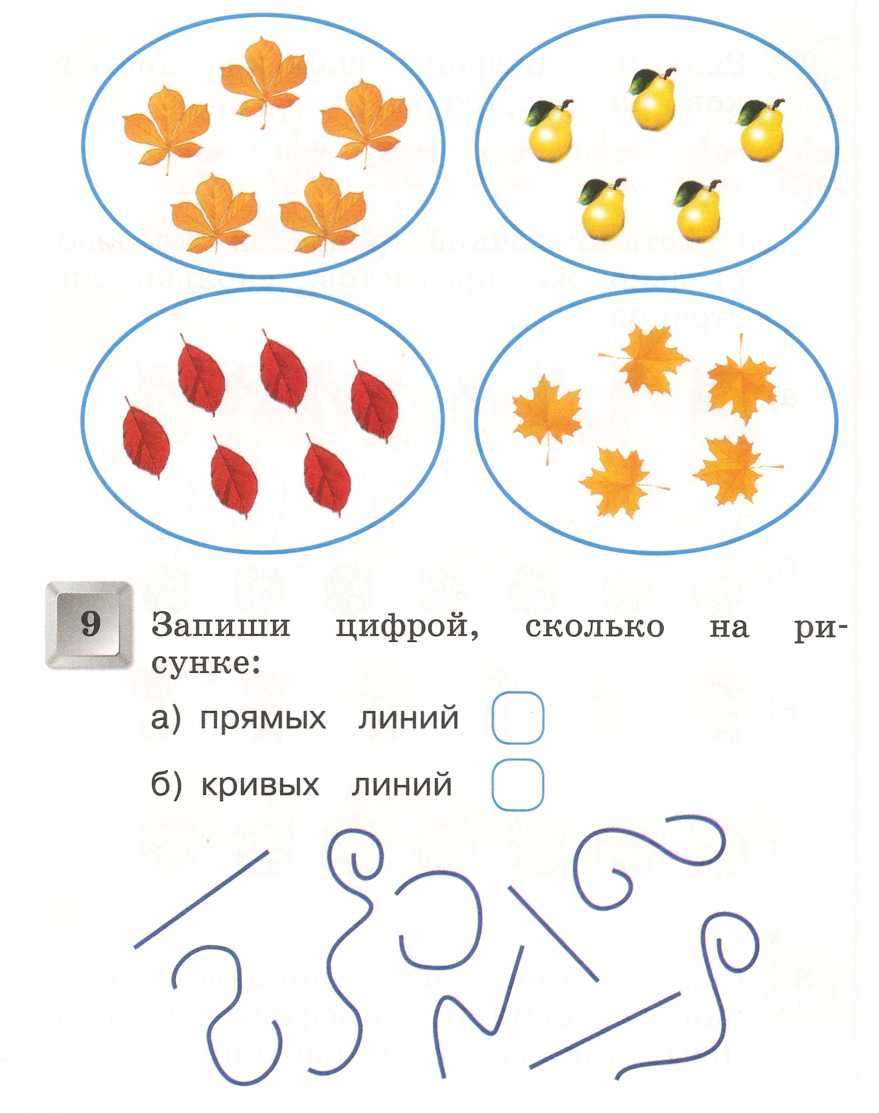 9 Запиши цифрой, сколько на ри-
сунке:
а) прямых линий
б) кривых линий